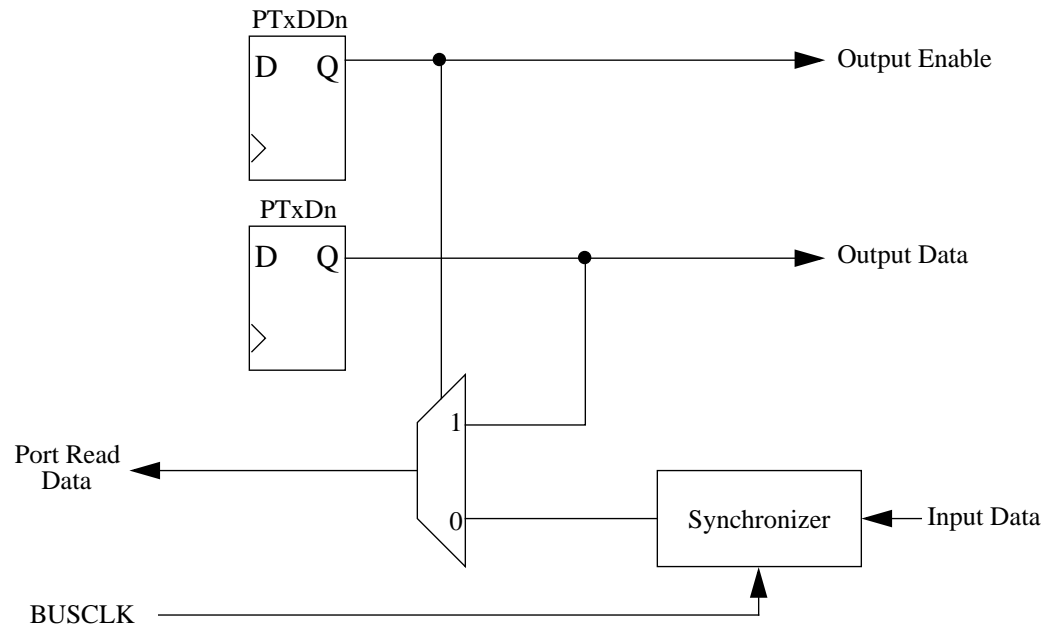 PTxDDn
D Q
Output Enable
PTxDn
D Q
Output Data
1
Port Read
Data
0
Synchronizer
Input Data
BUSCLK